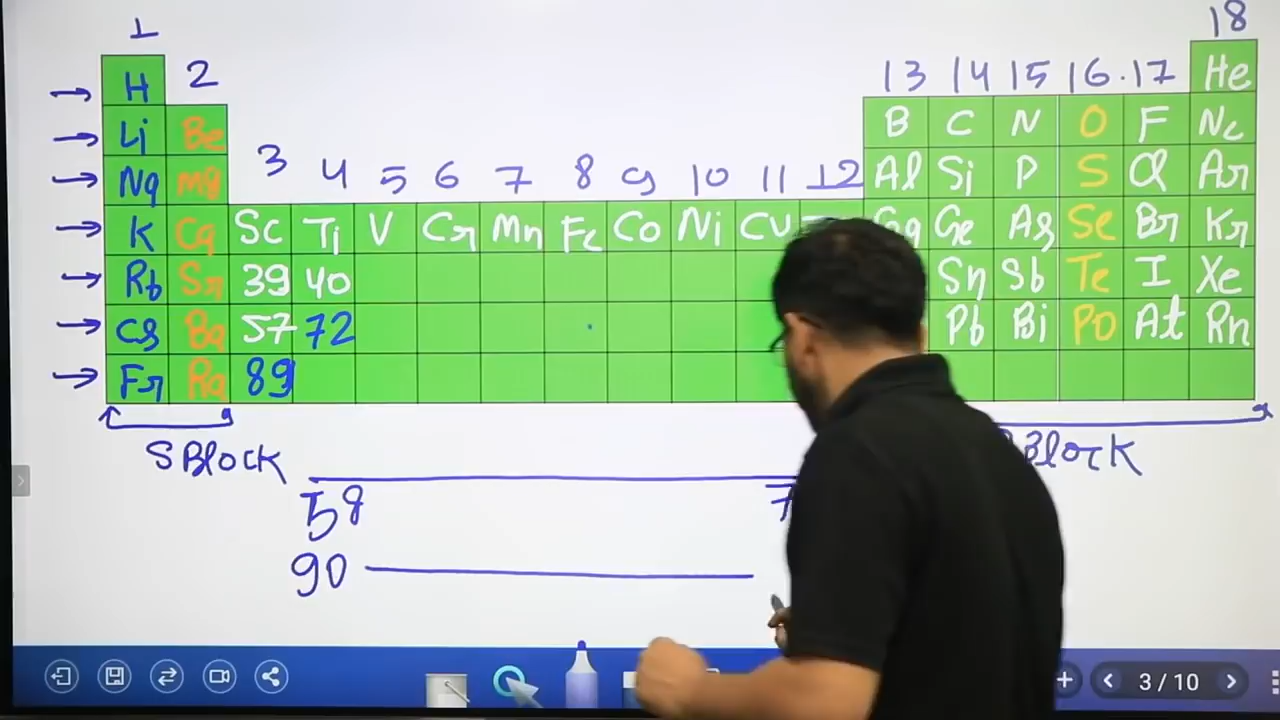 1 18
2 13 14 15 16 17 He
H
Li Be B C N O F Ne
3 4 5 6 7 8 9 10 11 12
Na Mg Al Si P S Cl Ar
K Ca Sc Ti V Cr Mn Fe Co Ni Cu Ge As Se Br Kr
Rb Sr 39 40 Sn Sb Te I Xe
Cs Ba 57 72 Pb Bi Po At Rn
Fr Ra 89
S Block Block
58 7
90
3 / 10